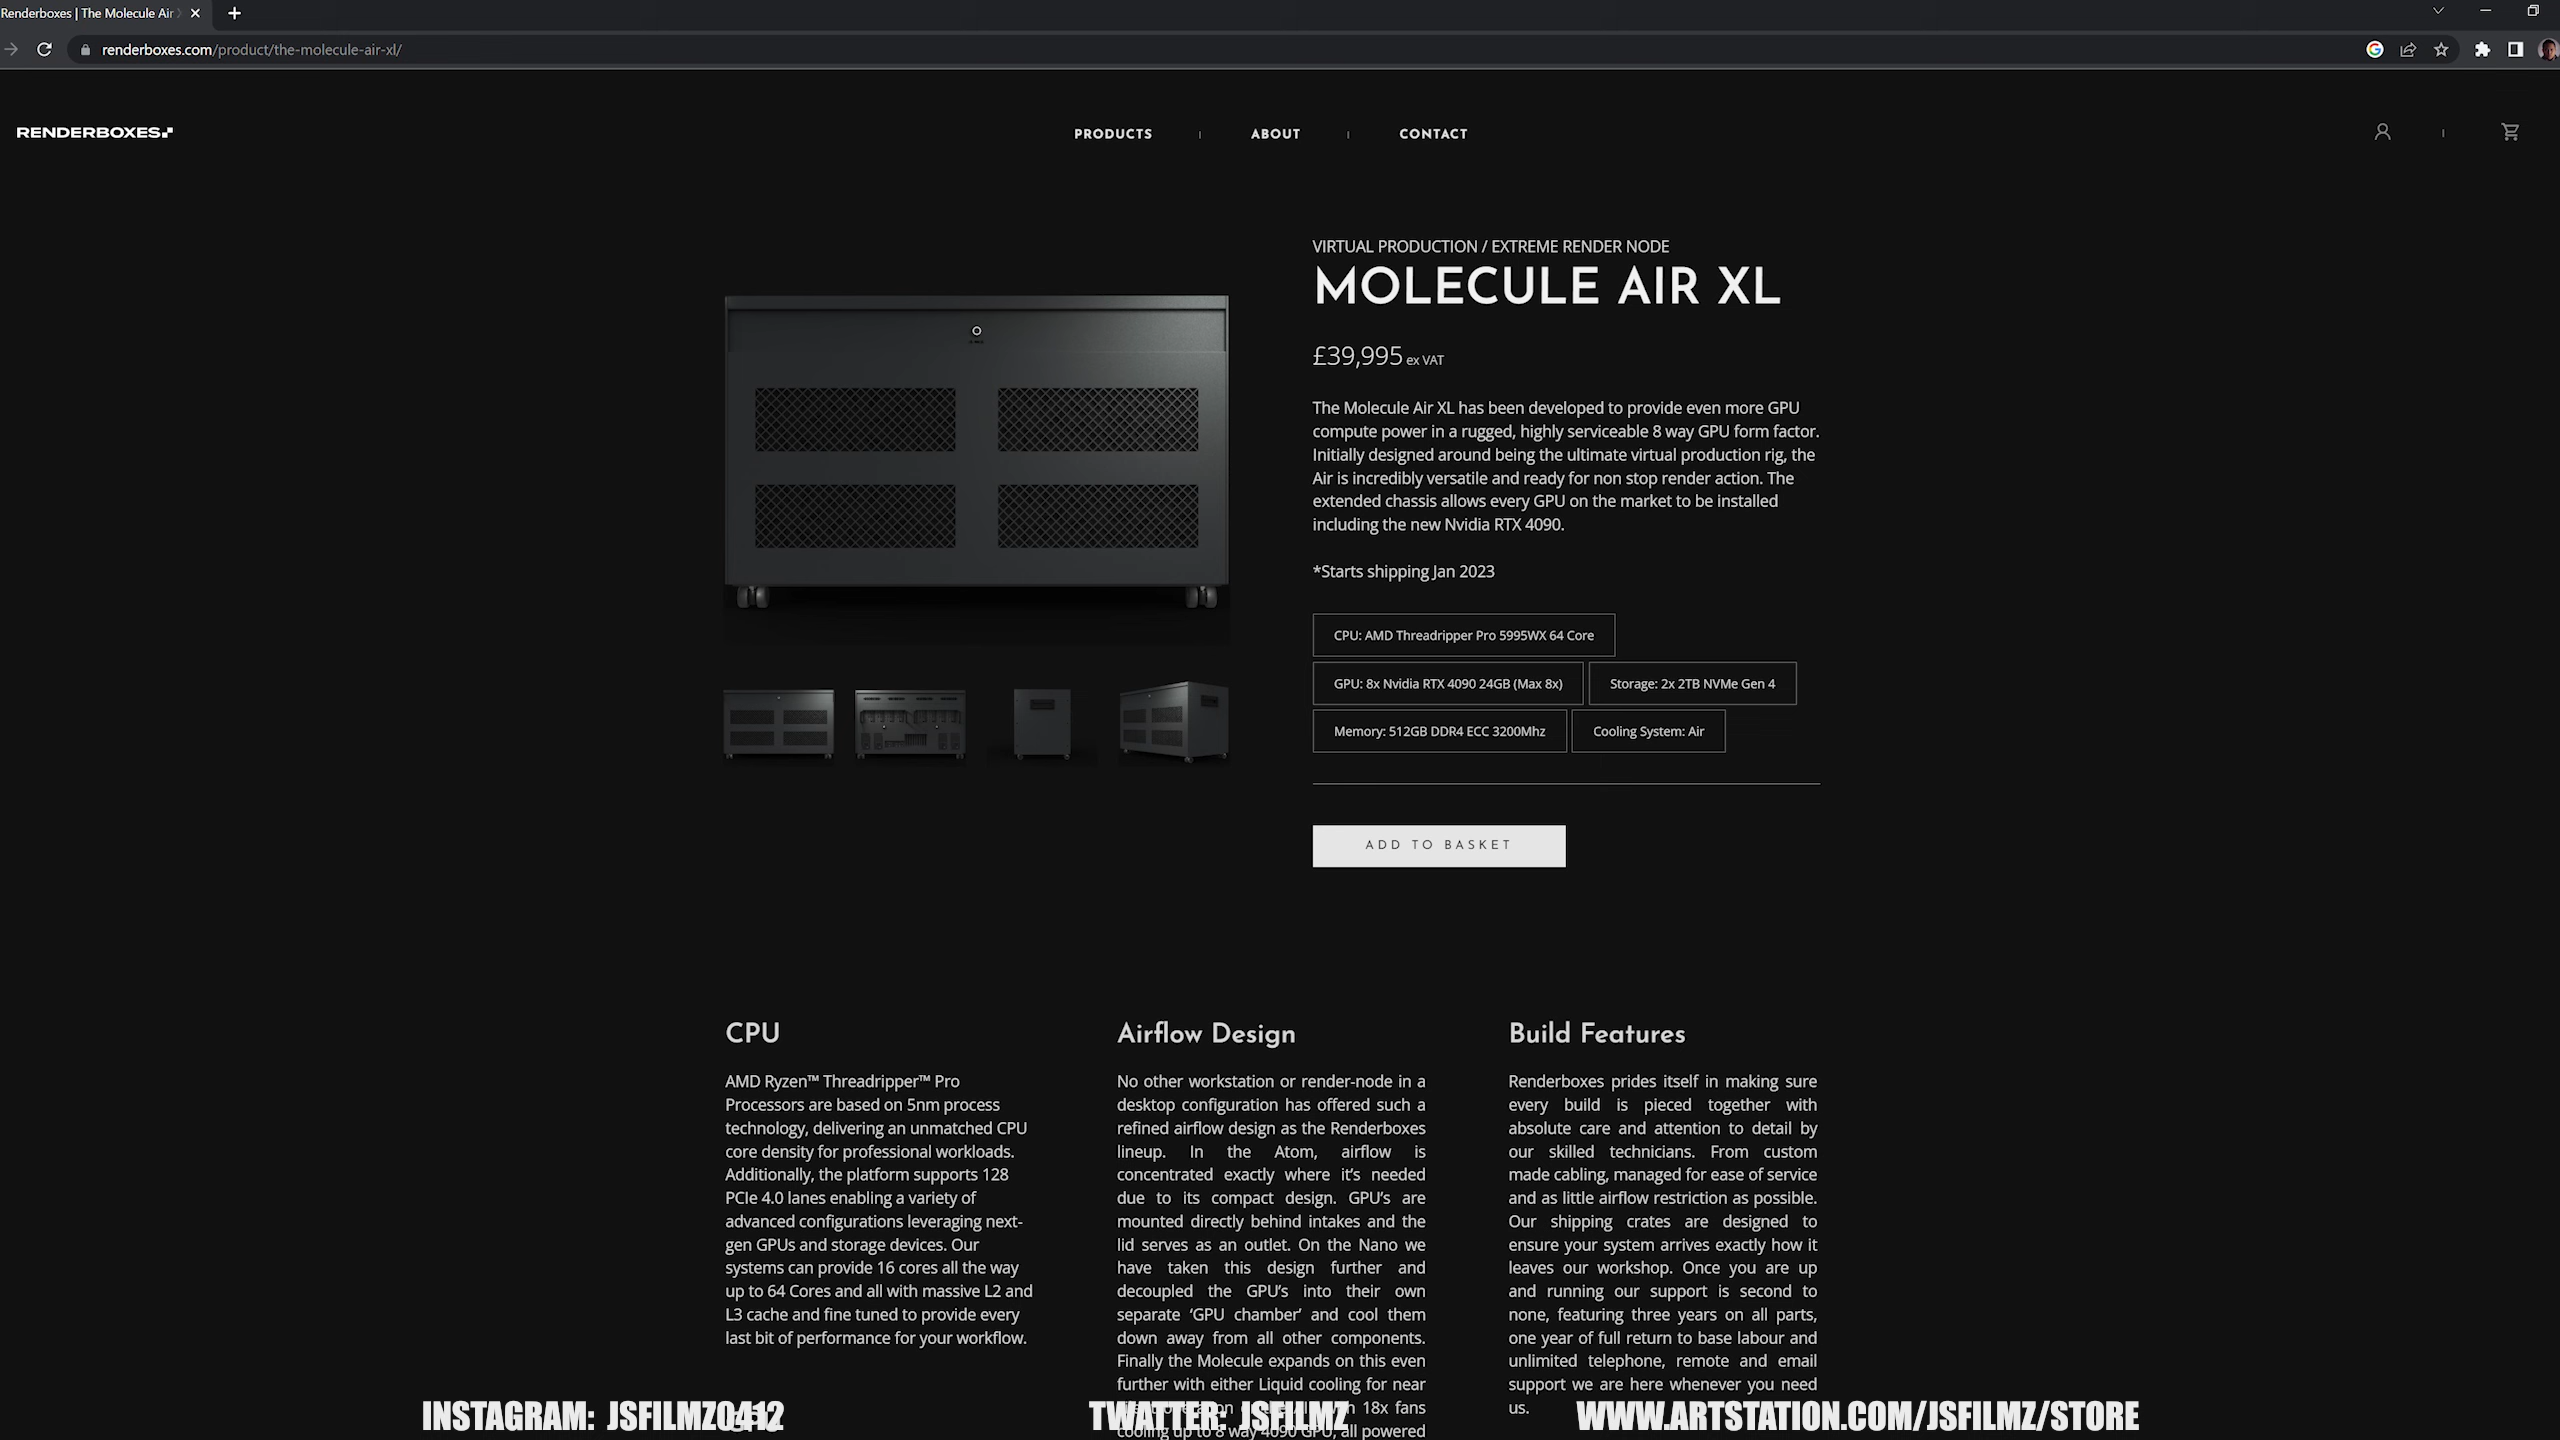 Renderboxes | The Molecule Air
renderboxes.com/product/the-molecule-air-xl/
RENDERBOXES
PRODUCTS
ABOUT
CONTACT
VIRTUAL PRODUCTION / EXTREME RENDER NODE
MOLECULE AIR XL
£39,995 ex VAT
The Molecule Air XL has been developed to provide even more GPU
compute power in a rugged, highly serviceable 8 way GPU form factor.
Initially designed around being the ultimate virtual production rig, the
Air is incredibly versatile and ready for non stop render action. The
extended chassis allows every GPU on the market to be installed
including the new Nvidia RTX 4090.
*Starts shipping Jan 2023
CPU: AMD Threadripper Pro 5995WX 64 Core
GPU: 8x Nvidia RTX 4090 24GB (Max 8x)
Storage: 2x 2TB NVMe Gen 4
Memory: 512GB DDR4 ECC 3200Mhz
Cooling System: Air
ADD TO BASKET
CPU
AMD Ryzen™ Threadripper™ Pro
Processors are based on 5nm process
technology, delivering an unmatched CPU
core density for professional workloads.
Additionally, the platform supports 128
PCIe 4.0 lanes enabling a variety of
advanced configurations leveraging next-
gen GPUs and storage devices. Our
systems can provide 16 cores all the way
up to 64 Cores and all with massive L2 and
L3 cache and fine tuned to provide every
last bit of performance for your workflow.
Airflow Design
No other workstation or render-node in a
desktop configuration has offered such a
refined airflow design as the Renderboxes
lineup. In the Atom, airflow is
concentrated exactly where it's needed
due to its compact design. GPU's are
mounted directly behind intakes and the
lid serves as an outlet. On the Nano we
have taken this design further and
decoupled the GPU's into their own
separate 'GPU chamber' and cool them
down away from all other components.
Finally the Molecule expands on this even
further with either Liquid cooling for near
18x fans
cooling up to 8 way 4090 GPU, all powered
Build Features
Renderboxes prides itself in making sure
every build is pieced together with
absolute care and attention to detail by
our skilled technicians. From custom
made cabling, managed for ease of service
and as little airflow restriction as possible.
Our shipping crates are designed to
ensure your system arrives exactly how it
leaves our workshop. Once you are up
and running our support is second to
none, featuring three years on all parts,
one year of full return to base labour and
unlimited telephone, remote and email
support we are here whenever you need
us.
INSTAGRAM: JSFILMZ0412
TWATTER: JSFILMZ
WWW.ARTSTATION.COM/JSFILMZ/STORE